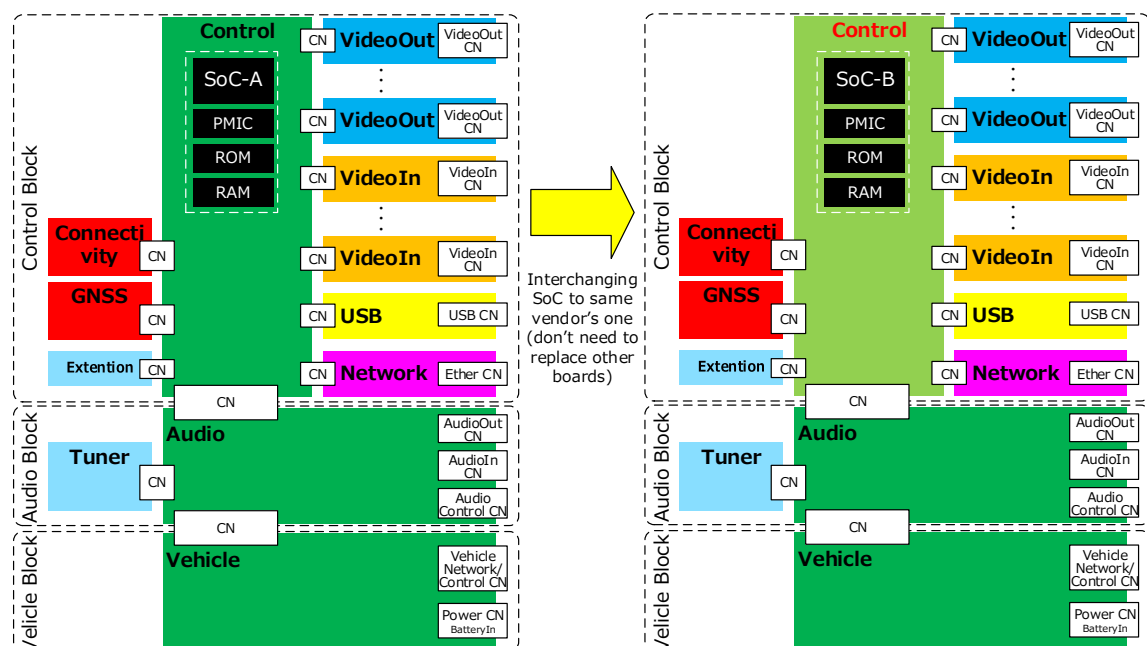 Control Block
Control
SoC-A
PMIC
ROM
RAM
Connecti
vity
CN
GNSS
CN
Extention
CN
CN
VideoOut
VideoOut
CN
⋮
CN
VideoOut
VideoOut
CN
CN
VideoIn
VideoIn
CN
⋮
CN
VideoIn
VideoIn
CN
CN
USB
USB CN
CN
Network
Ether CN
CN
Audio Block
Audio
Tuner
CN
AudioOut
CN
AudioIn
CN
Audio
Control CN
CN
Velicle Block
Vehicle
Vehicle
Network/
Control CN
Power CN
BatteryIn
Interchanging
SoC to same
vendor's one
(don't need to
replace other
boards)
Control Block
Control
SoC-B
PMIC
ROM
RAM
Connecti
vity
CN
GNSS
CN
Extention
CN
CN
VideoOut
VideoOut
CN
⋮
CN
VideoOut
VideoOut
CN
CN
VideoIn
VideoIn
CN
⋮
CN
VideoIn
VideoIn
CN
CN
USB
USB CN
CN
Network
Ether CN
CN
Audio Block
Audio
Tuner
CN
AudioOut
CN
AudioIn
CN
Audio
Control CN
CN
Velicle Block
Vehicle
Vehicle
Network/
Control CN
Power CN
BatteryIn